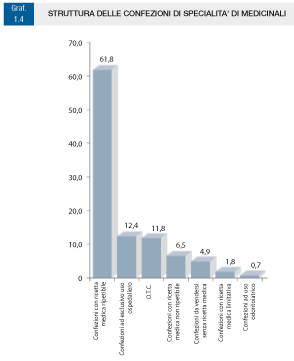 Graf.
1.4
STRUTTURA DELLE CONFEZIONI DI SPECIALITA' DI MEDICINALI
70,0
60,0
50,0
40,0
30,0
20,0
10,0
0
61,8
12,4
11,8
6,5
4,9
1,8
0,7
Confezioni con ricetta
medica ripetibile
Confezioni ad esclusivo uso
ospedaliero
O.T.C.
Confezioni con ricetta
medica non ripetibile
Confezioni da vendersi
senza ricetta medica
Confezioni con ricetta
medica limitativa
Confezioni ad uso
odontoiatrico